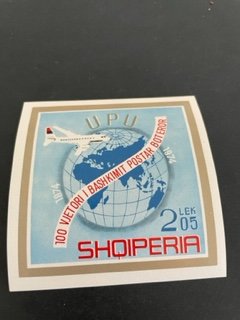 UPU
1874
1974
100 VJETORI I BASHKIMIT POSTAR BOTEROR
2 LEK
05
SHQIPERIA